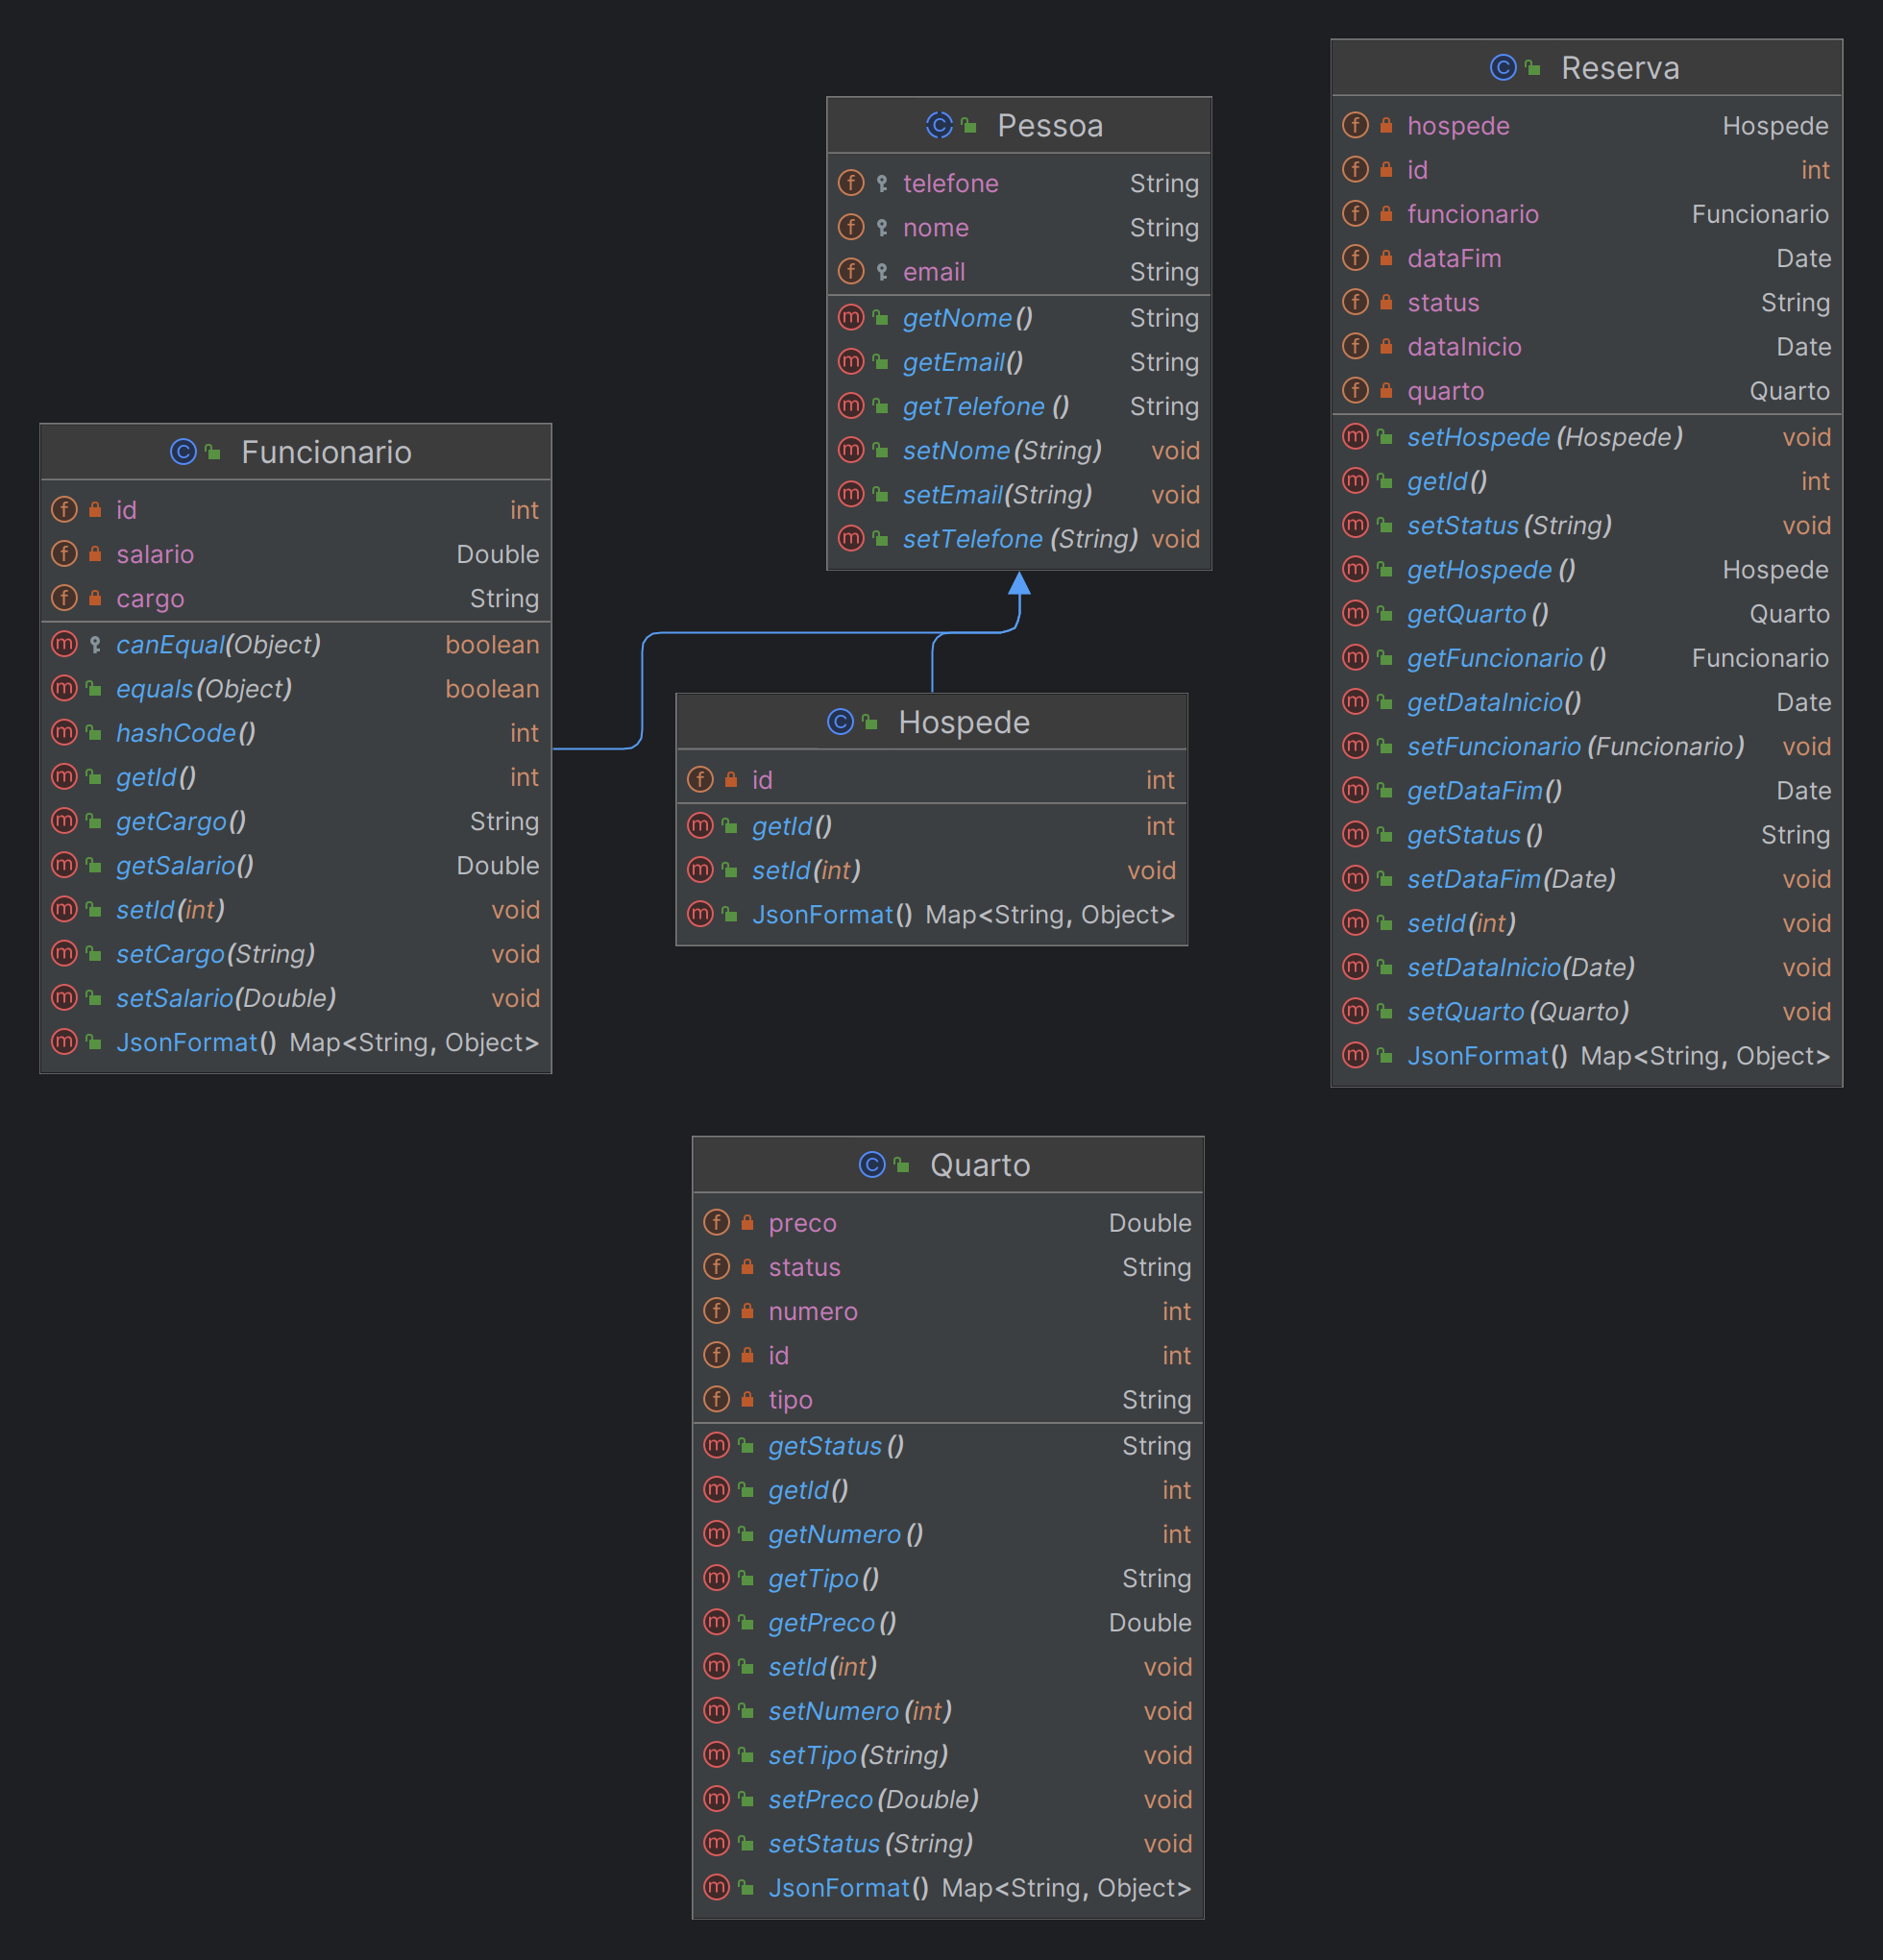 Funcionario
id int
salario Double
cargo String
canEqual(Object) boolean
equals(Object) boolean
hashCode() int
getId() int
getCargo() String
getSalario() Double
setId(int) void
setCargo(String) void
setSalario(Double) void
JsonFormat() Map<String, Object>
Pessoa
telefone String
nome String
email String
getNome() String
getEmail() String
getTelefone() String
setNome(String) void
setEmail(String) void
setTelefone(String) void
Hospede
id int
getId() int
setId(int) void
JsonFormat() Map<String, Object>
Reserva
hospede Hospede
id int
funcionario Funcionario
dataFim Date
status String
dataInicio Date
quarto Quarto
setHospede(Hospede) void
getId() int
setStatus(String) void
getHospede() Hospede
getQuarto() Quarto
getFuncionario() Funcionario
getDataInicio() Date
setFuncionario(Funcionario) void
getDataFim() Date
getStatus() String
setDataFim(Date) void
setId(int) void
setDataInicio(Date) void
setQuarto(Quarto) void
JsonFormat() Map<String, Object>
Quarto
preco Double
status String
numero int
id int
tipo String
getStatus() String
getId() int
getNumero() int
getTipo() String
getPreco() Double
setId(int) void
setNumero(int) void
setTipo(String) void
setPreco(Double) void
setStatus(String) void
JsonFormat() Map<String, Object>